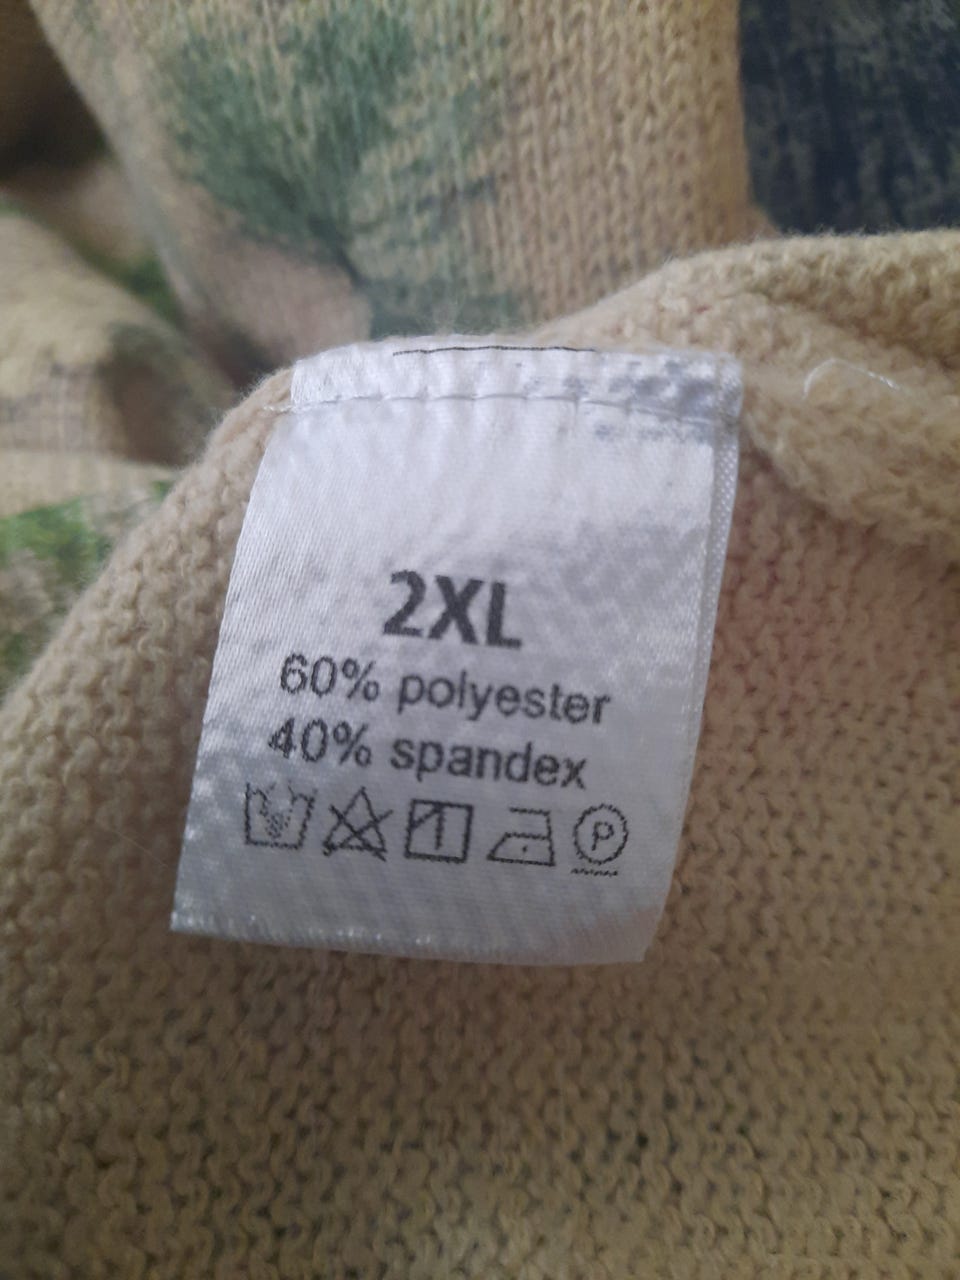 2XL
60% polyester
40% spandex
P